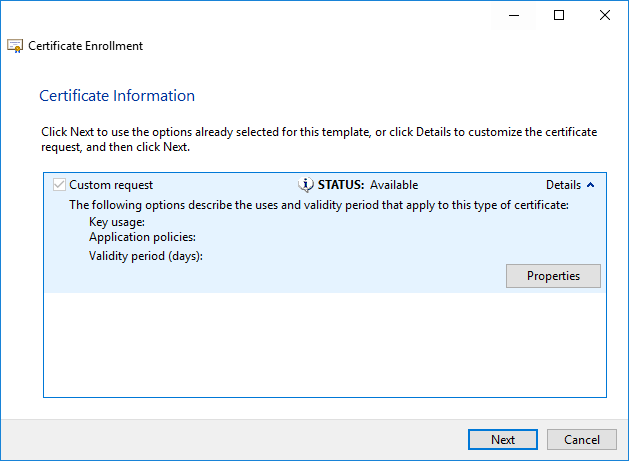 Certificate Enrollment
Certificate Information
Click Next to use the options already selected for this template, or click Details to customize the certificate
request, and then click Next.
Custom request STATUS: Available Details
The following options describe the uses and validity period that apply to this type of certificate:
Key usage:
Application policies:
Validity period (days):
Properties
Next Cancel